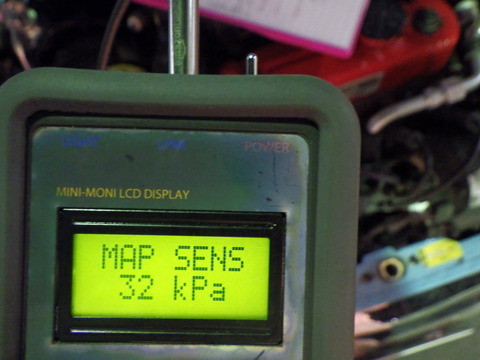 POWER
MINI-MONI LCD DISPLAY
MAP SENS
32 kPa